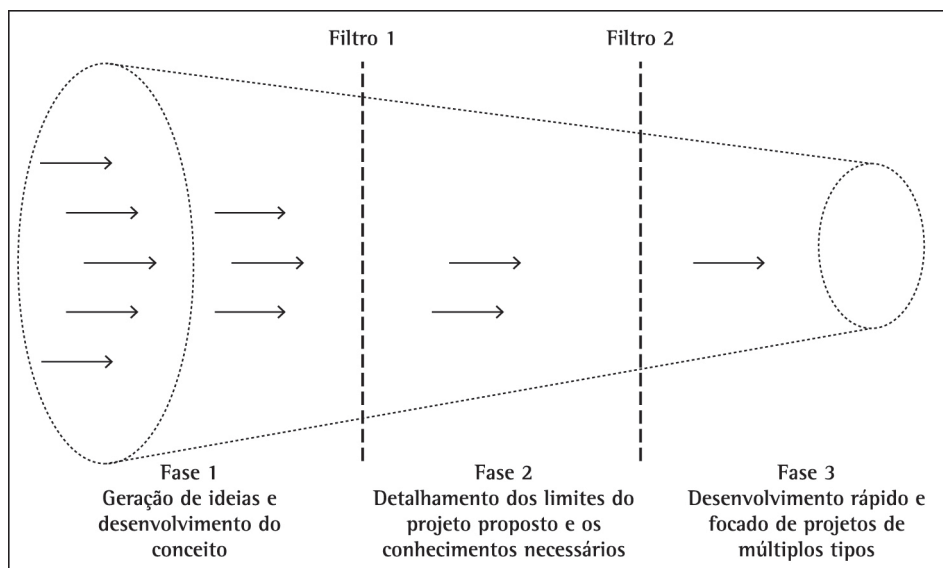 Filtro 1
Filtro 2
Fase 1
Geração de ideias e
desenvolvimento do
conceito
Fase 2
Detalhamento dos limites do
projeto proposto e os
conhecimentos necessários
Fase 3
Desenvolvimento rápido e
focado de projetos de
múltiplos tipos